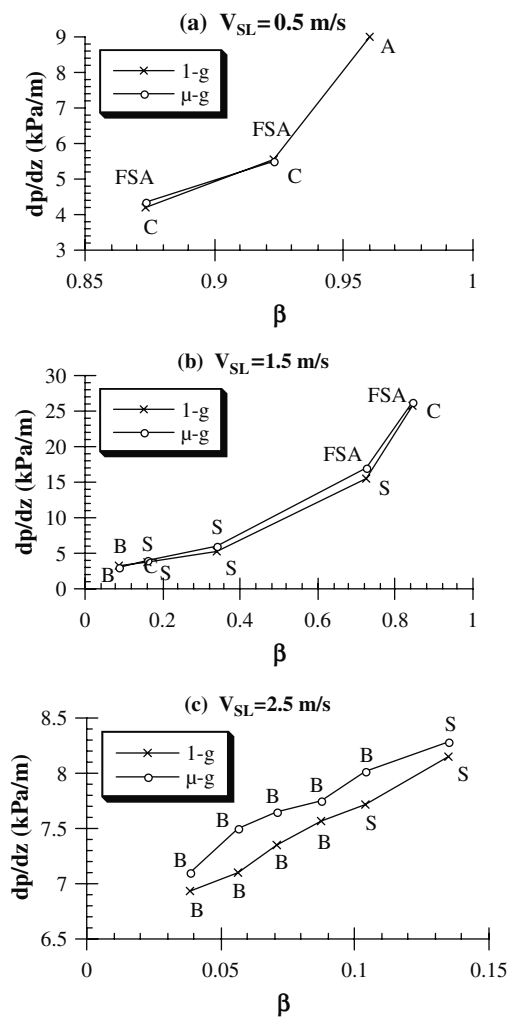 (a) V_SL=0.5 m/s
9
8
7
6
5
4
3
dp/dz (kPa/m)
1-g
μ-g
A
FSA
C
FSA
C
0.85
0.9
0.95
1
β
(b) V_SL=1.5 m/s
30
25
20
15
10
5
0
dp/dz (kPa/m)
1-g
μ-g
FSA
C
FSA
S
S
S
B
S
B
C
S
0
0.2
0.4
0.6
0.8
1
β
(c) V_SL=2.5 m/s
8.5
8
7.5
7
6.5
dp/dz (kPa/m)
1-g
μ-g
S
S
B
S
B
B
B
B
B
B
B
B
0
0.05
0.1
0.15
β